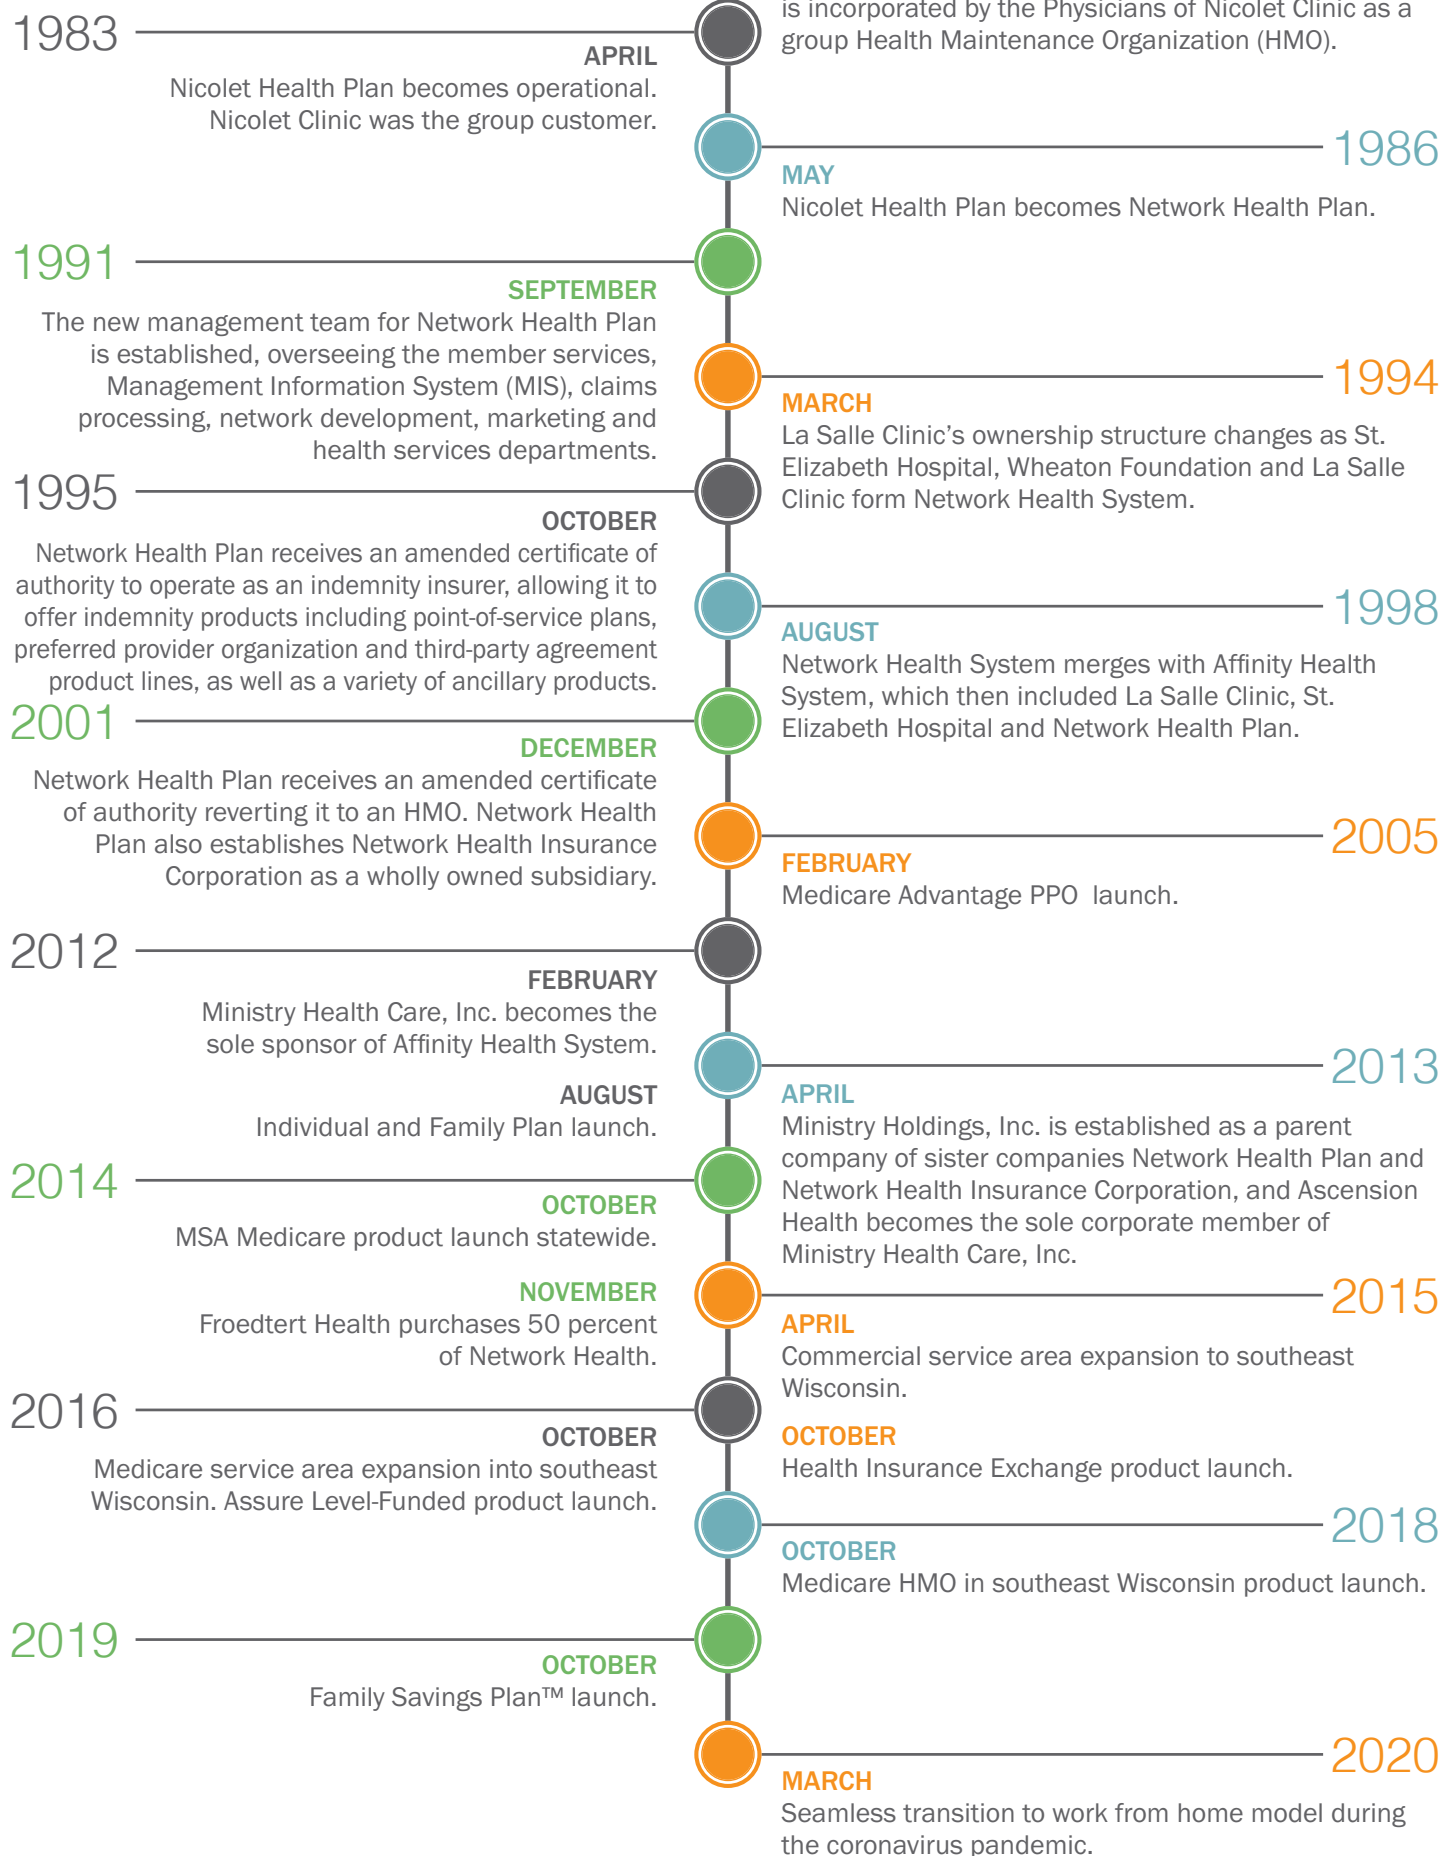 is incorporated by the Physicians of Nicolet Clinic as a
group Health Maintenance Organization (HMO).
1983
APRIL
Nicolet Health Plan becomes operational.
Nicolet Clinic was the group customer.
1986
MAY
Nicolet Health Plan becomes Network Health Plan.
1991
SEPTEMBER
The new management team for Network Health Plan
is established, overseeing the member services,
Management Information System (MIS), claims
processing, network development, marketing and
health services departments.
1994
MARCH
La Salle Clinic’s ownership structure changes as St.
Elizabeth Hospital, Wheaton Foundation and La Salle
Clinic form Network Health System.
1995
OCTOBER
Network Health Plan receives an amended certificate of
authority to operate as an indemnity insurer, allowing it to
offer indemnity products including point-of-service plans,
preferred provider organization and third-party agreement
product lines, as well as a variety of ancillary products.
1998
AUGUST
Network Health System merges with Affinity Health
System, which then included La Salle Clinic, St.
Elizabeth Hospital and Network Health Plan.
2001
DECEMBER
Network Health Plan receives an amended certificate
of authority reverting it to an HMO. Network Health
Plan also establishes Network Health Insurance
Corporation as a wholly owned subsidiary.
2005
FEBRUARY
Medicare Advantage PPO  launch.
2012
FEBRUARY
Ministry Health Care, Inc. becomes the
sole sponsor of Affinity Health System.
AUGUST
Individual and Family Plan launch.
2013
APRIL
Ministry Holdings, Inc. is established as a parent
company of sister companies Network Health Plan and
Network Health Insurance Corporation, and Ascension
Health becomes the sole corporate member of
Ministry Health Care, Inc.
2014
OCTOBER
MSA Medicare product launch statewide.
NOVEMBER
Froedtert Health purchases 50 percent
of Network Health.
2015
APRIL
Commercial service area expansion to southeast
Wisconsin.
OCTOBER
Health Insurance Exchange product launch.
2016
OCTOBER
Medicare service area expansion into southeast
Wisconsin. Assure Level-Funded product launch.
2018
OCTOBER
Medicare HMO in southeast Wisconsin product launch.
2019
OCTOBER
Family Savings Plan™ launch.
2020
MARCH
Seamless transition to work from home model during
the coronavirus pandemic.